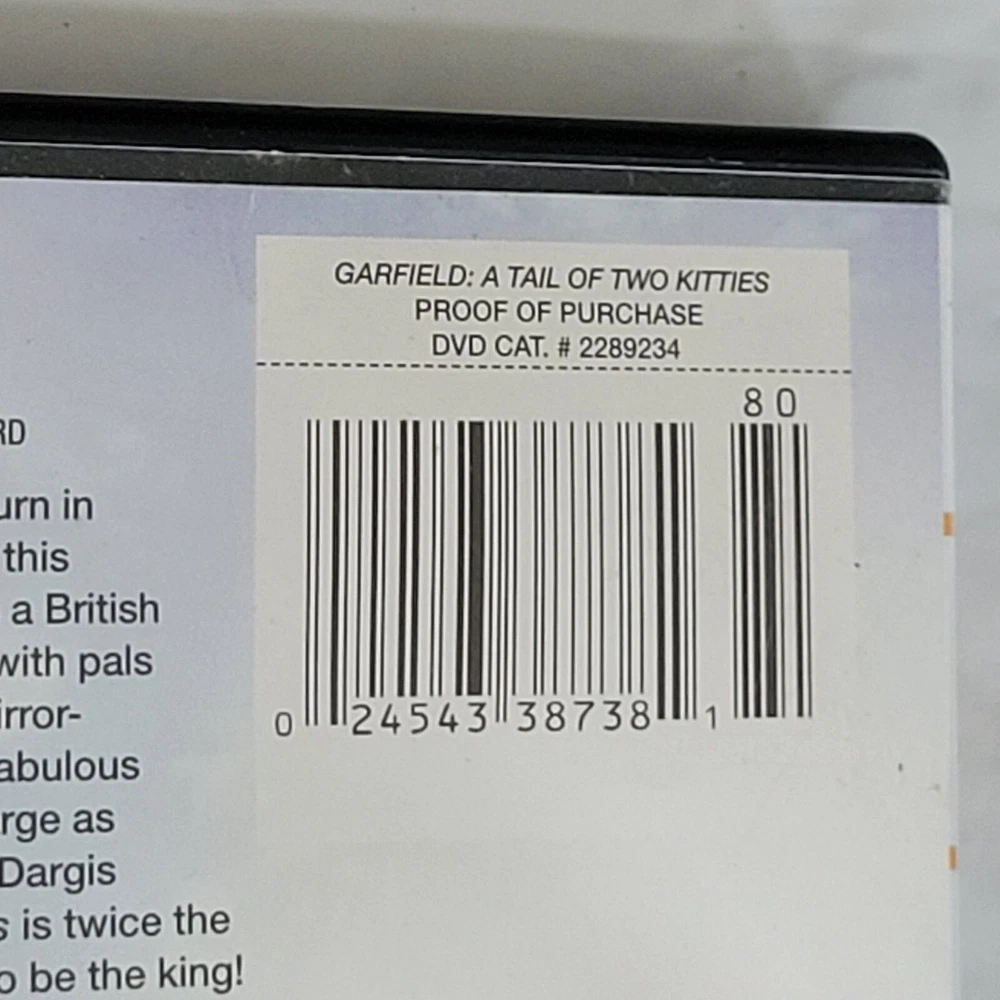 GARFIELD: A TAIL OF TWO KITTIES
PROOF OF PURCHASE
DVD CAT. # 2289234
80
0 24543 38738 1
RD
urn in
this
a British
with pals
irror-
abulous
rge as
Dargis
s is twice the
o be the king!